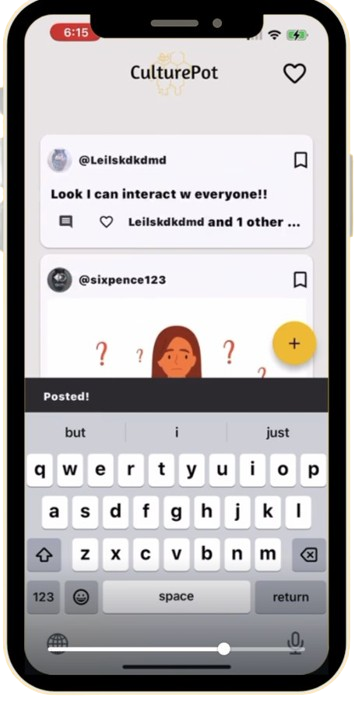 6:15
CulturePot
@Leilskdkdmd
Look I can interact w everyone!!
Leilskdkdmd and 1 other ...
@sixpence123
? ? ? ?
+
Posted!
but i just
q w e r t y u i o p
a s d f g h j k l
z x c v b n m
123 space return